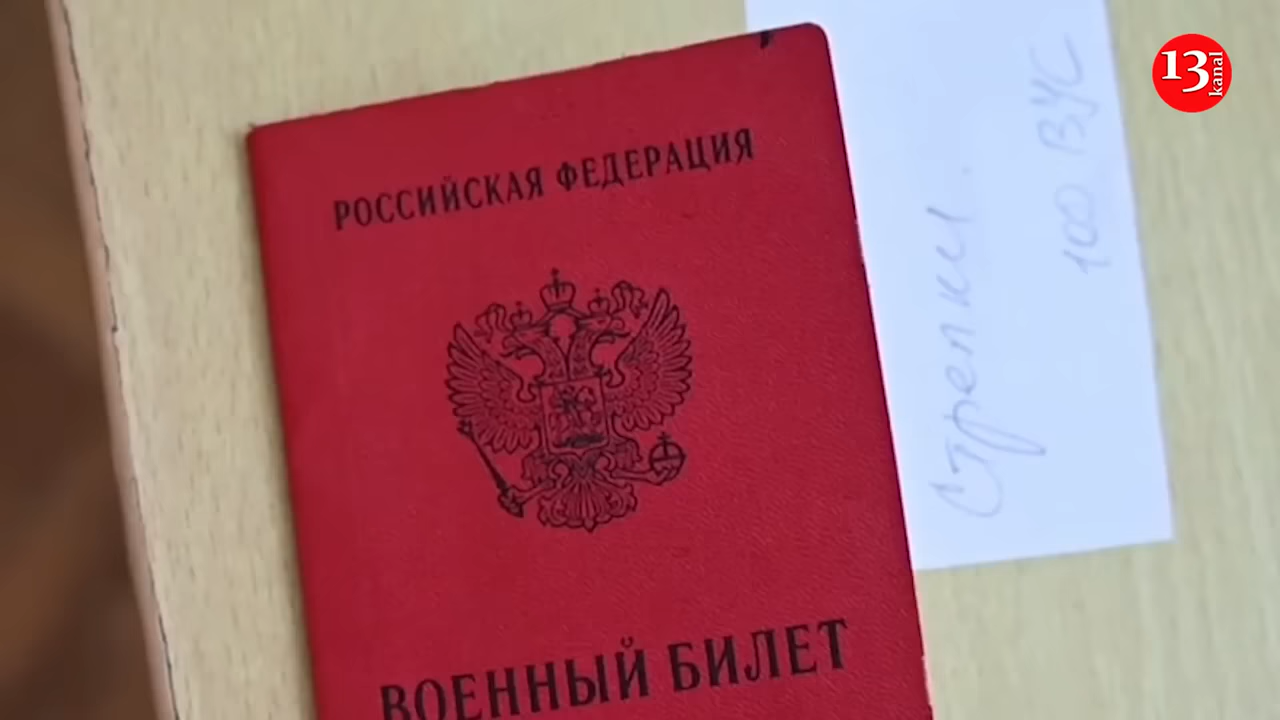 РОССИЙСКАЯ ФЕДЕРАЦИЯ
ВОЕННЫЙ БИЛЕТ
Стрелки.
100 ВУС
13
kanal